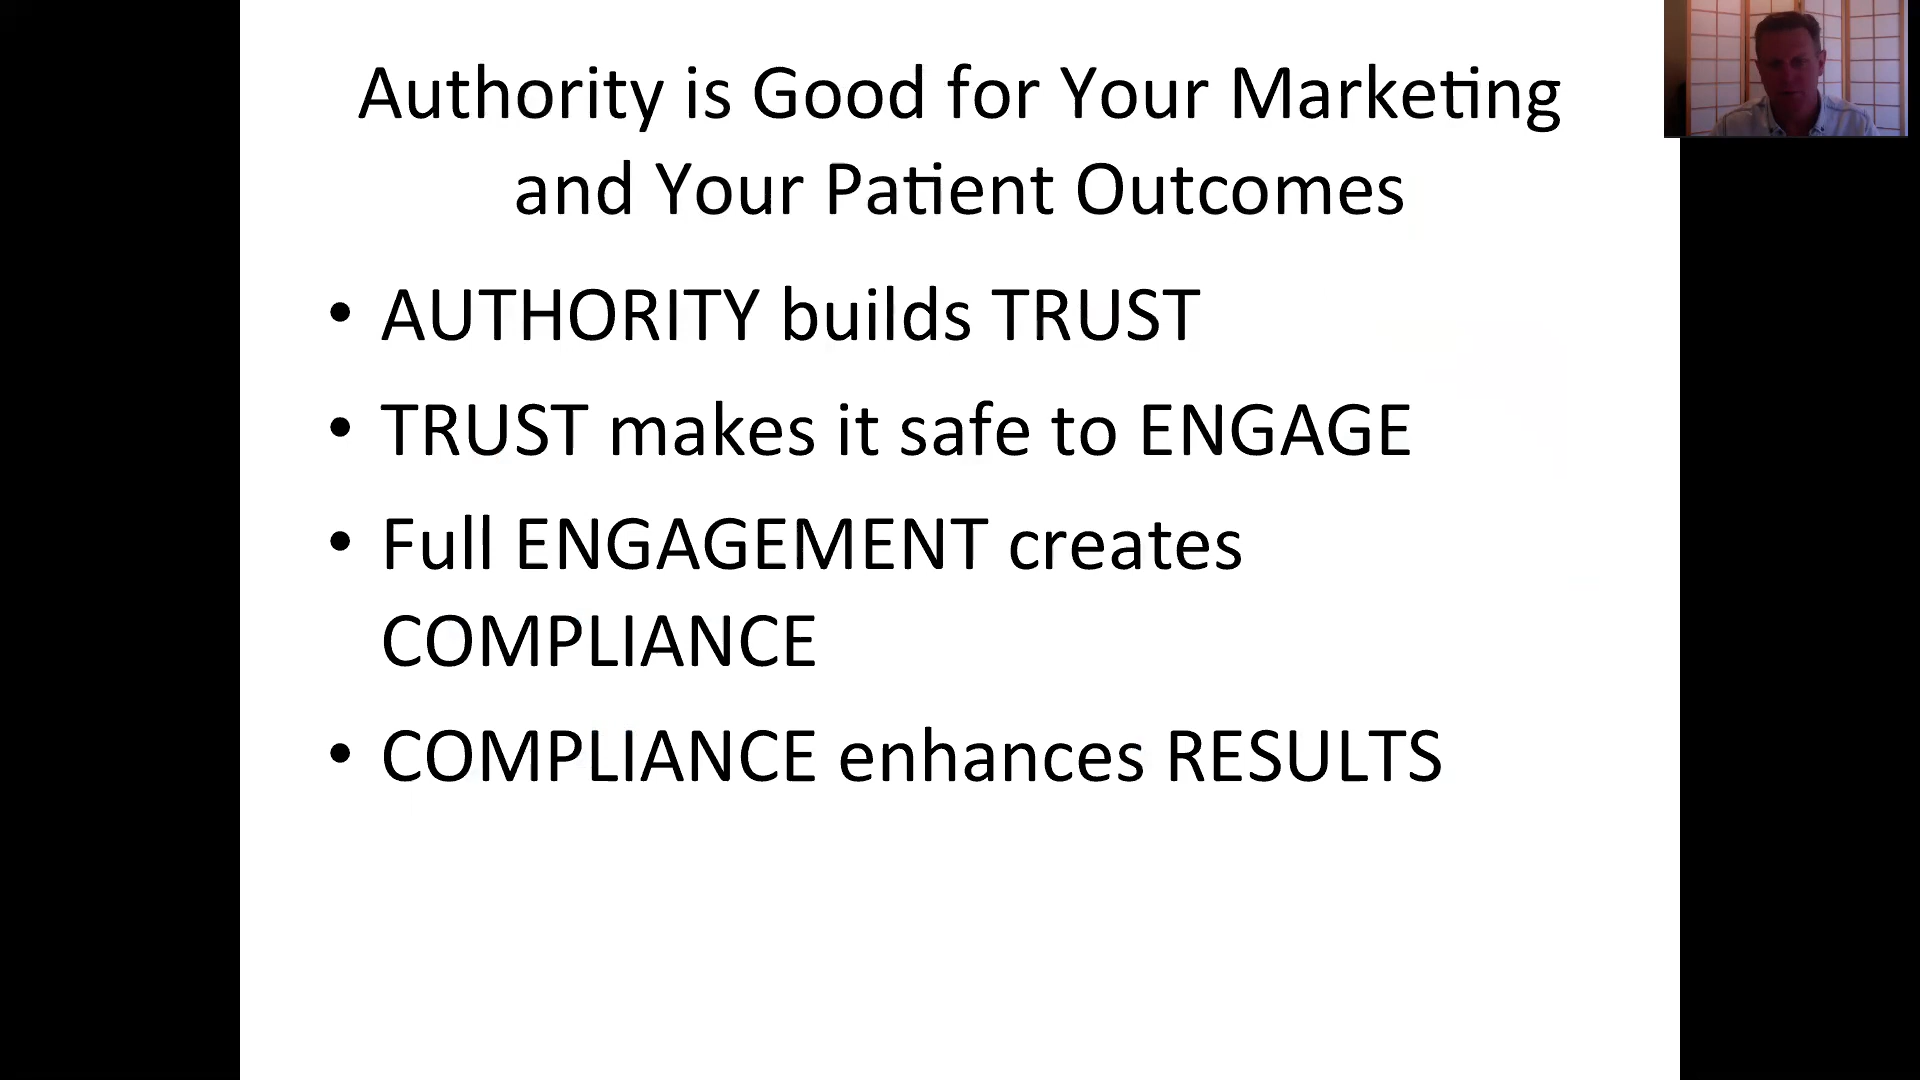 Authority is Good for Your Marketing
and Your Patient Outcomes
• AUTHORITY builds TRUST
• TRUST makes it safe to ENGAGE
• Full ENGAGEMENT creates
COMPLIANCE
• COMPLIANCE enhances RESULTS